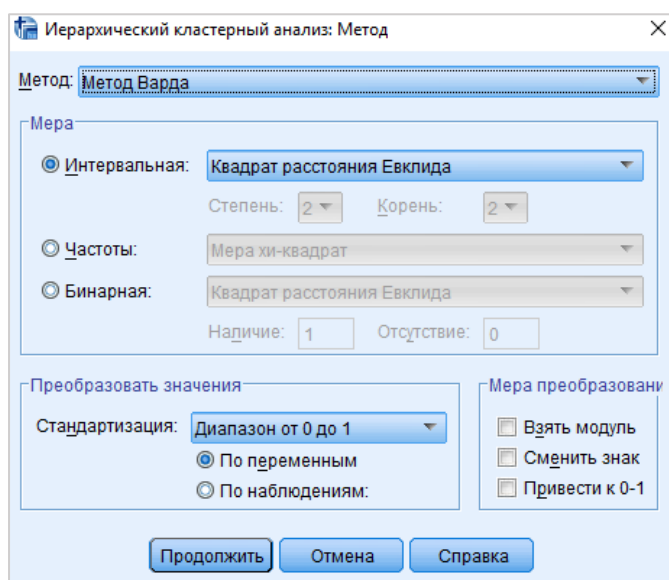 Иерархический кластерный анализ: Метод
Метод: Метод Варда
Мера
Интервальная: Квадрат расстояния Евклида
Степень: 2 Корень: 2
Частоты: Мера хи-квадрат
Бинарная: Квадрат расстояния Евклида
Наличие: 1 Отсутствие: 0
Преобразовать значения
Стандартизация: Диапазон от 0 до 1
По переменным
По наблюдениям:
Мера преобразовани
Взять модуль
Сменить знак
Привести к 0-1
Продолжить Отмена Справка